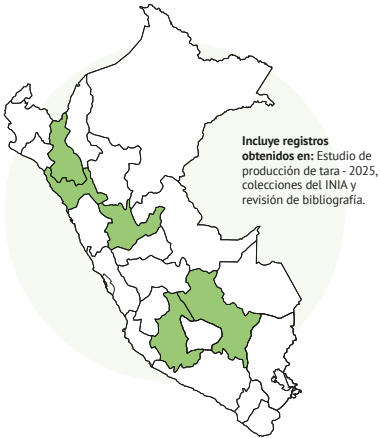 Incluye registros
obtenidos en: Estudio de
producción de tara - 2025,
colecciones del INIA y
revisión de bibliografía.